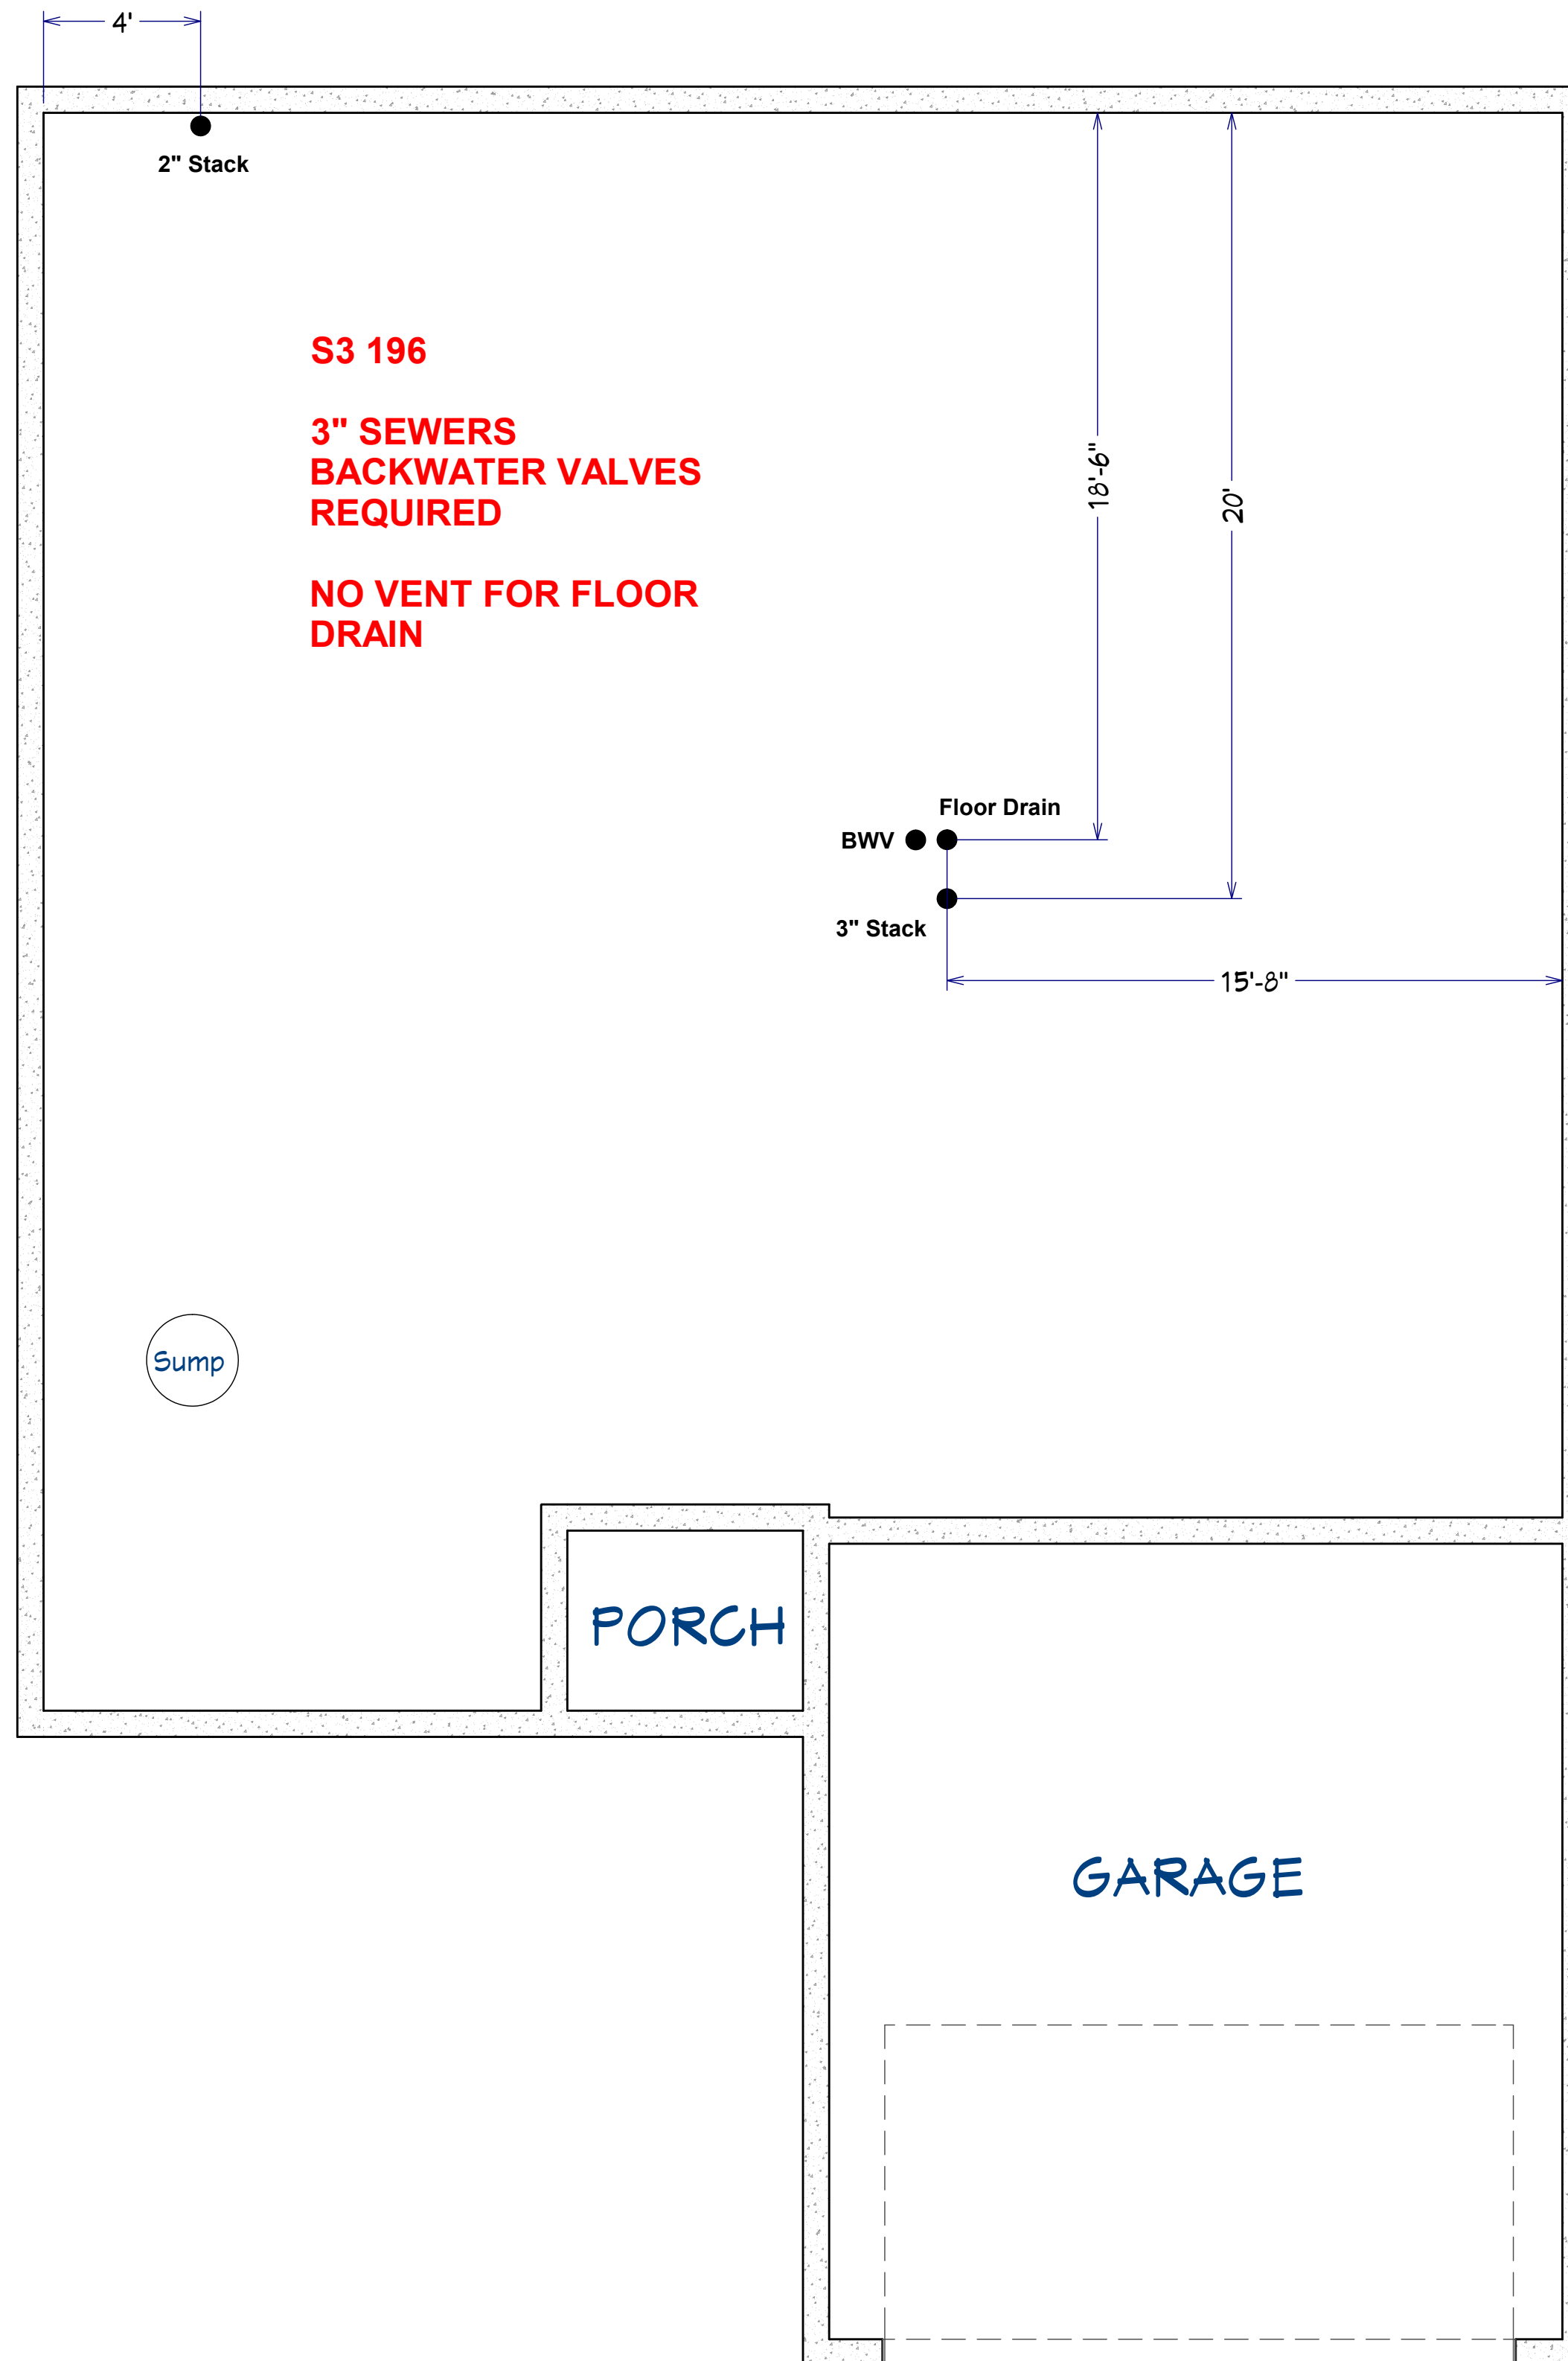 4'
2" Stack
S3 196
3" SEWERS
BACKWATER VALVES
REQUIRED
NO VENT FOR FLOOR
DRAIN
18'-6"
20'
Floor Drain
BWV
3" Stack
15'-8"
Sump
PORCH
GARAGE